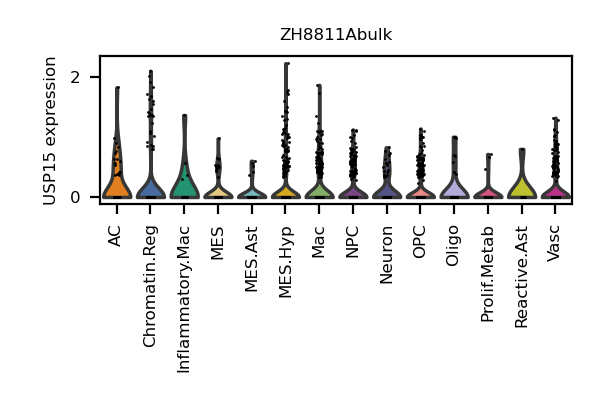 ZH8811Abulk
USP15 expression
2
0
AC
Chromatin.Reg
Inflammatory.Mac
MES
MES.Ast
MES.Hyp
Mac
NPC
Neuron
OPC
Oligo
Prolif.Metab
Reactive.Ast
Vasc